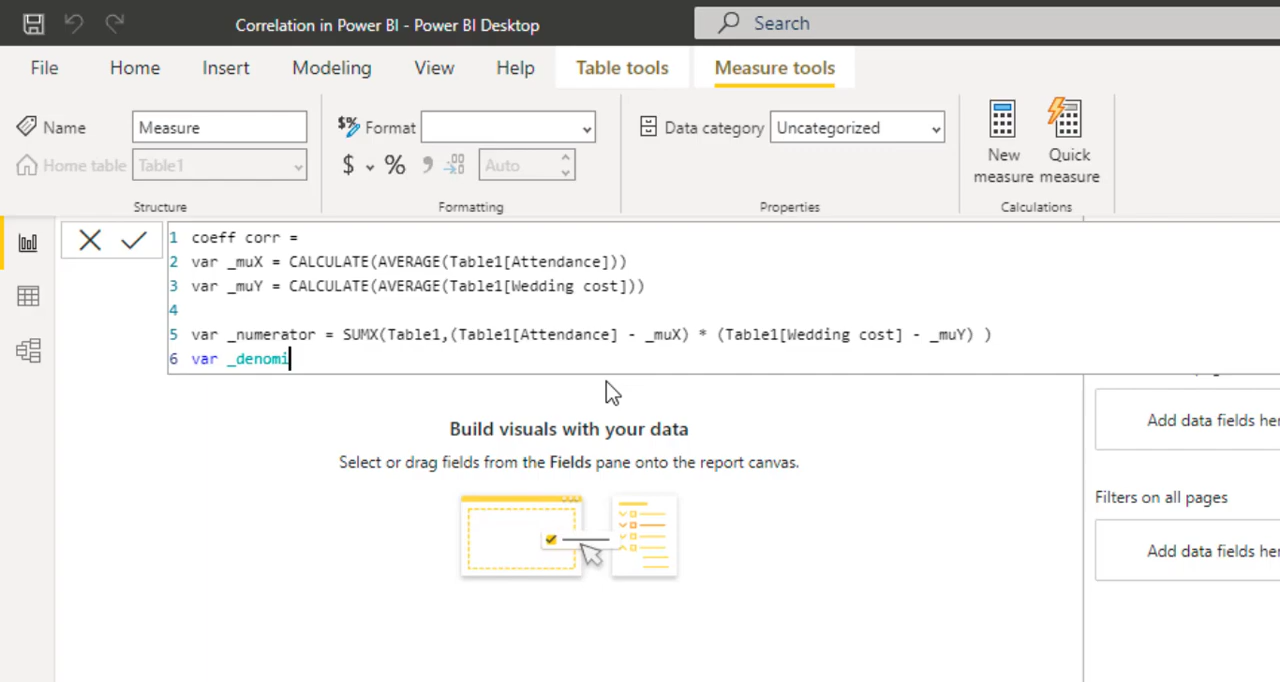 Correlation in Power BI - Power BI Desktop
Search
File Home Insert Modeling View Help Table tools Measure tools
Name Measure
Format
Data category Uncategorized
Home table Table1
$ % Auto
New measure
Quick measure
Structure Formatting Properties Calculations
1 coeff corr =
2 var _muX = CALCULATE(AVERAGE(Table1[Attendance]))
3 var _muY = CALCULATE(AVERAGE(Table1[Wedding cost]))
4
5 var _numerator = SUMX(Table1,(Table1[Attendance] - _muX) * (Table1[Wedding cost] - _muY) )
6 var _denomi
Build visuals with your data
Select or drag fields from the Fields pane onto the report canvas.
Add data fields her
Filters on all pages
Add data fields her